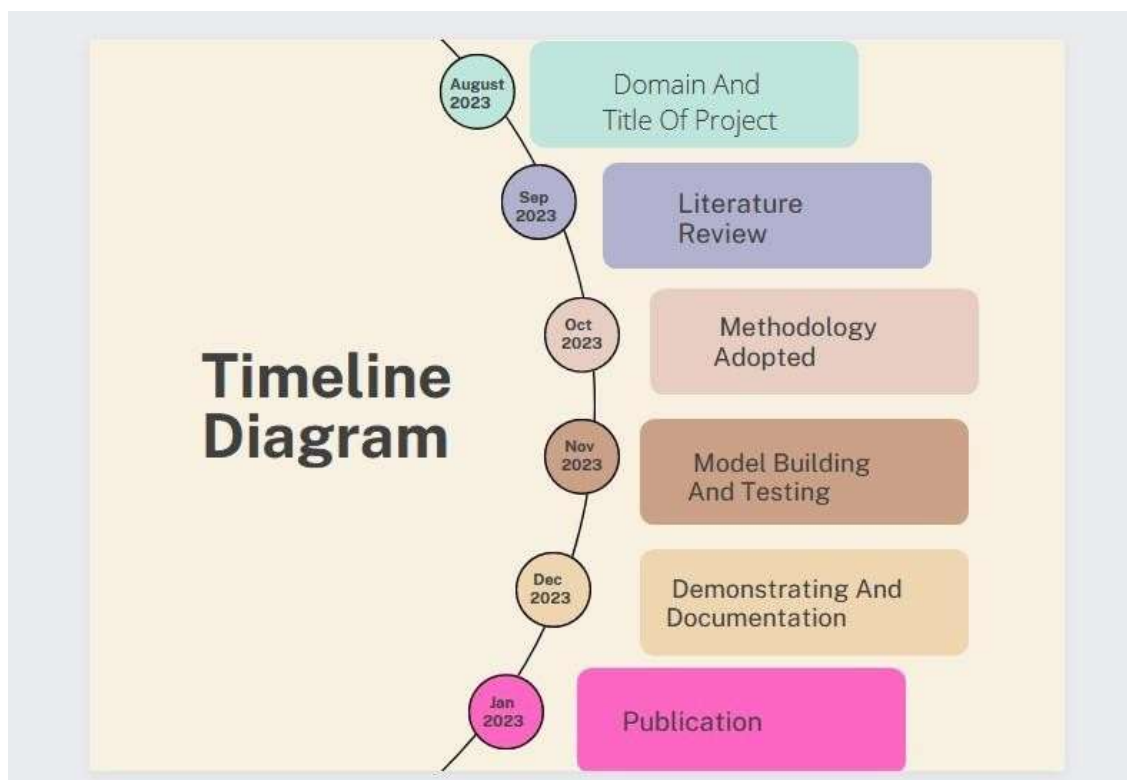 August
2023
Domain And
Title Of Project
Sep
2023
Literature
Review
Oct
2023
Methodology
Adopted
Timeline
Diagram
Nov
2023
Model Building
And Testing
Dec
2023
Demonstrating And
Documentation
Jan
2023
Publication